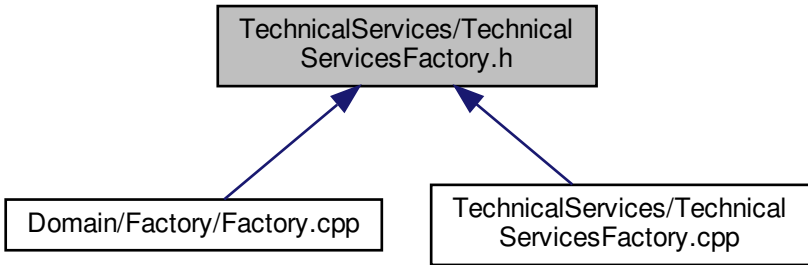 TechnicalServices/Technical
ServicesFactory.h
Domain/Factory/Factory.cpp
TechnicalServices/Technical
ServicesFactory.cpp